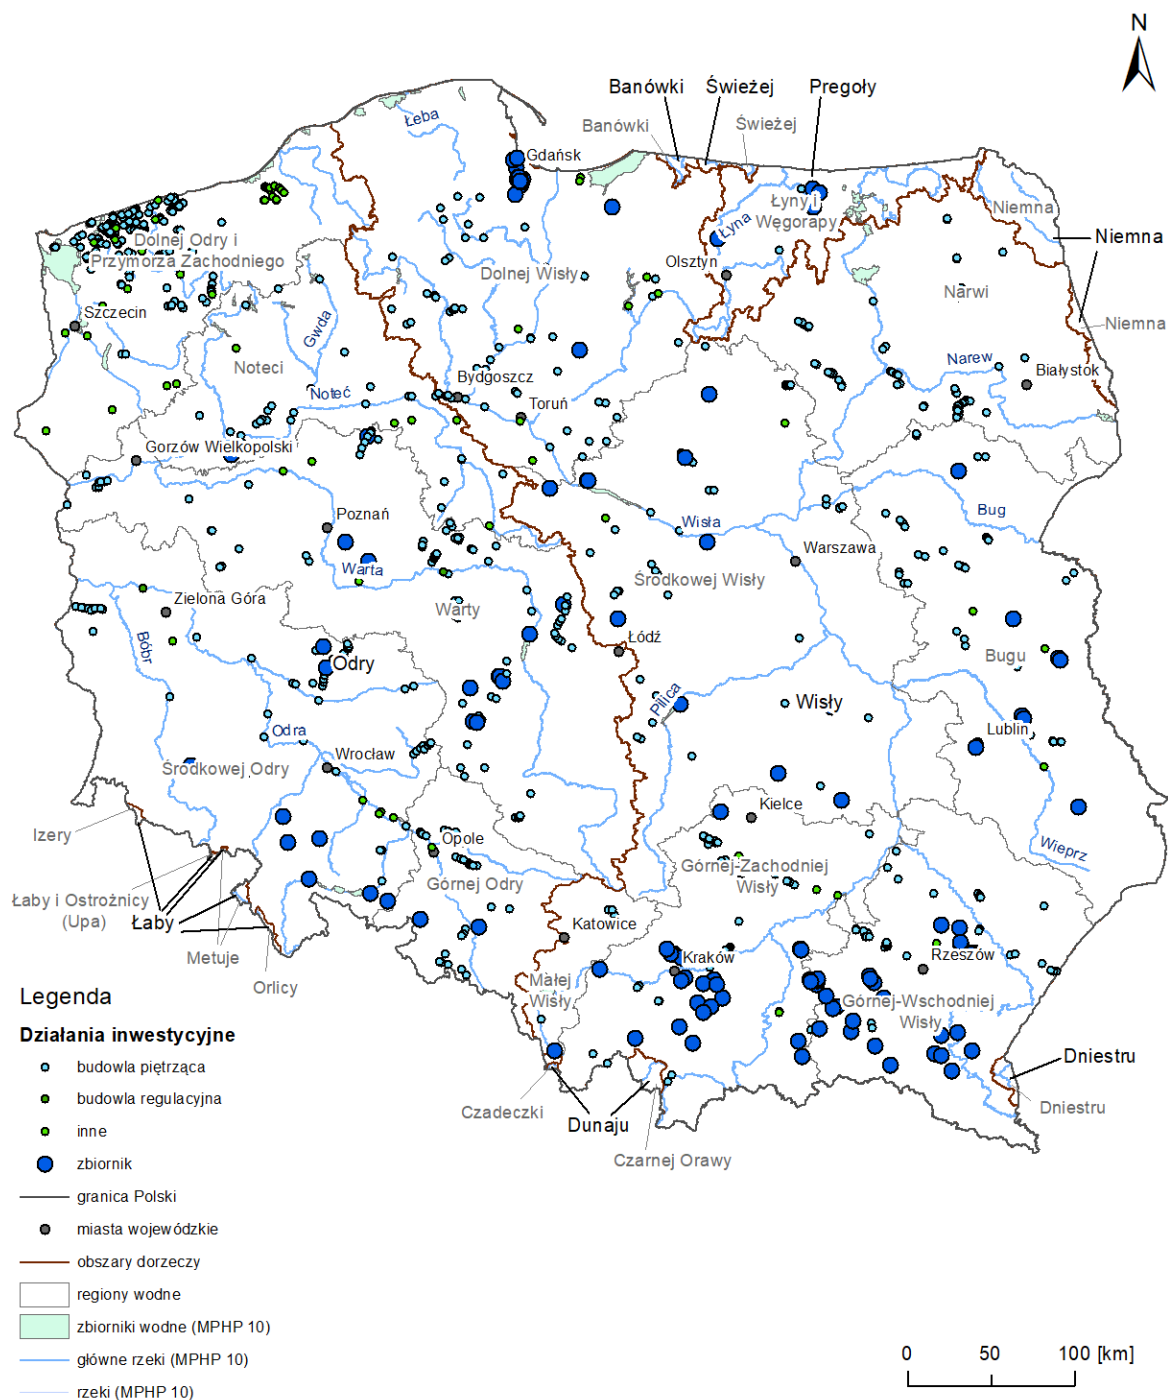 N
Banówki
Świeżej
Pregoły
Banówki
Świeżej
Łeba
Gdańsk
Łyna
Łyny i
Węgorapy
Niemna
Niemna
Dolnej Odry i
Przymorza Zachodniego
Dolnej Wisły
Olsztyn
Narwi
Niemna
Szczecin
Gwda
Noteci
Narew
Białystok
Bydgoszcz
Noteć
Toruń
Gorzów Wielkopolski
Poznań
Wisła
Bug
Warszawa
Warta
Środkowej Wisły
Zielona Góra
Warty
Bóbr
Łódź
Odry
Bugu
Pilica
Wisły
Odra
Lublin
Wrocław
Środkowej Odry
Kielce
Izery
Opole
Wieprz
Górnej Odry
Górnej-Zachodniej
Wisły
Łaby i Ostrożnicy
(Upa)
Łaby
Katowice
Metuje
Kraków
Rzeszów
Orlicy
Małej
Wisły
Górnej-Wschodniej
Wisły
Legenda
Działania inwestycyjne
budowla piętrząca
budowla regulacyjna
inne
zbiornik
granica Polski
miasta wojewódzkie
obszary dorzeczy
regiony wodne
zbiorniki wodne (MPHP 10)
główne rzeki (MPHP 10)
rzeki (MPHP 10)
Dniestru
Dniestru
Czadeczki
Dunaju
Czarnej Orawy
0 50 100 [km]